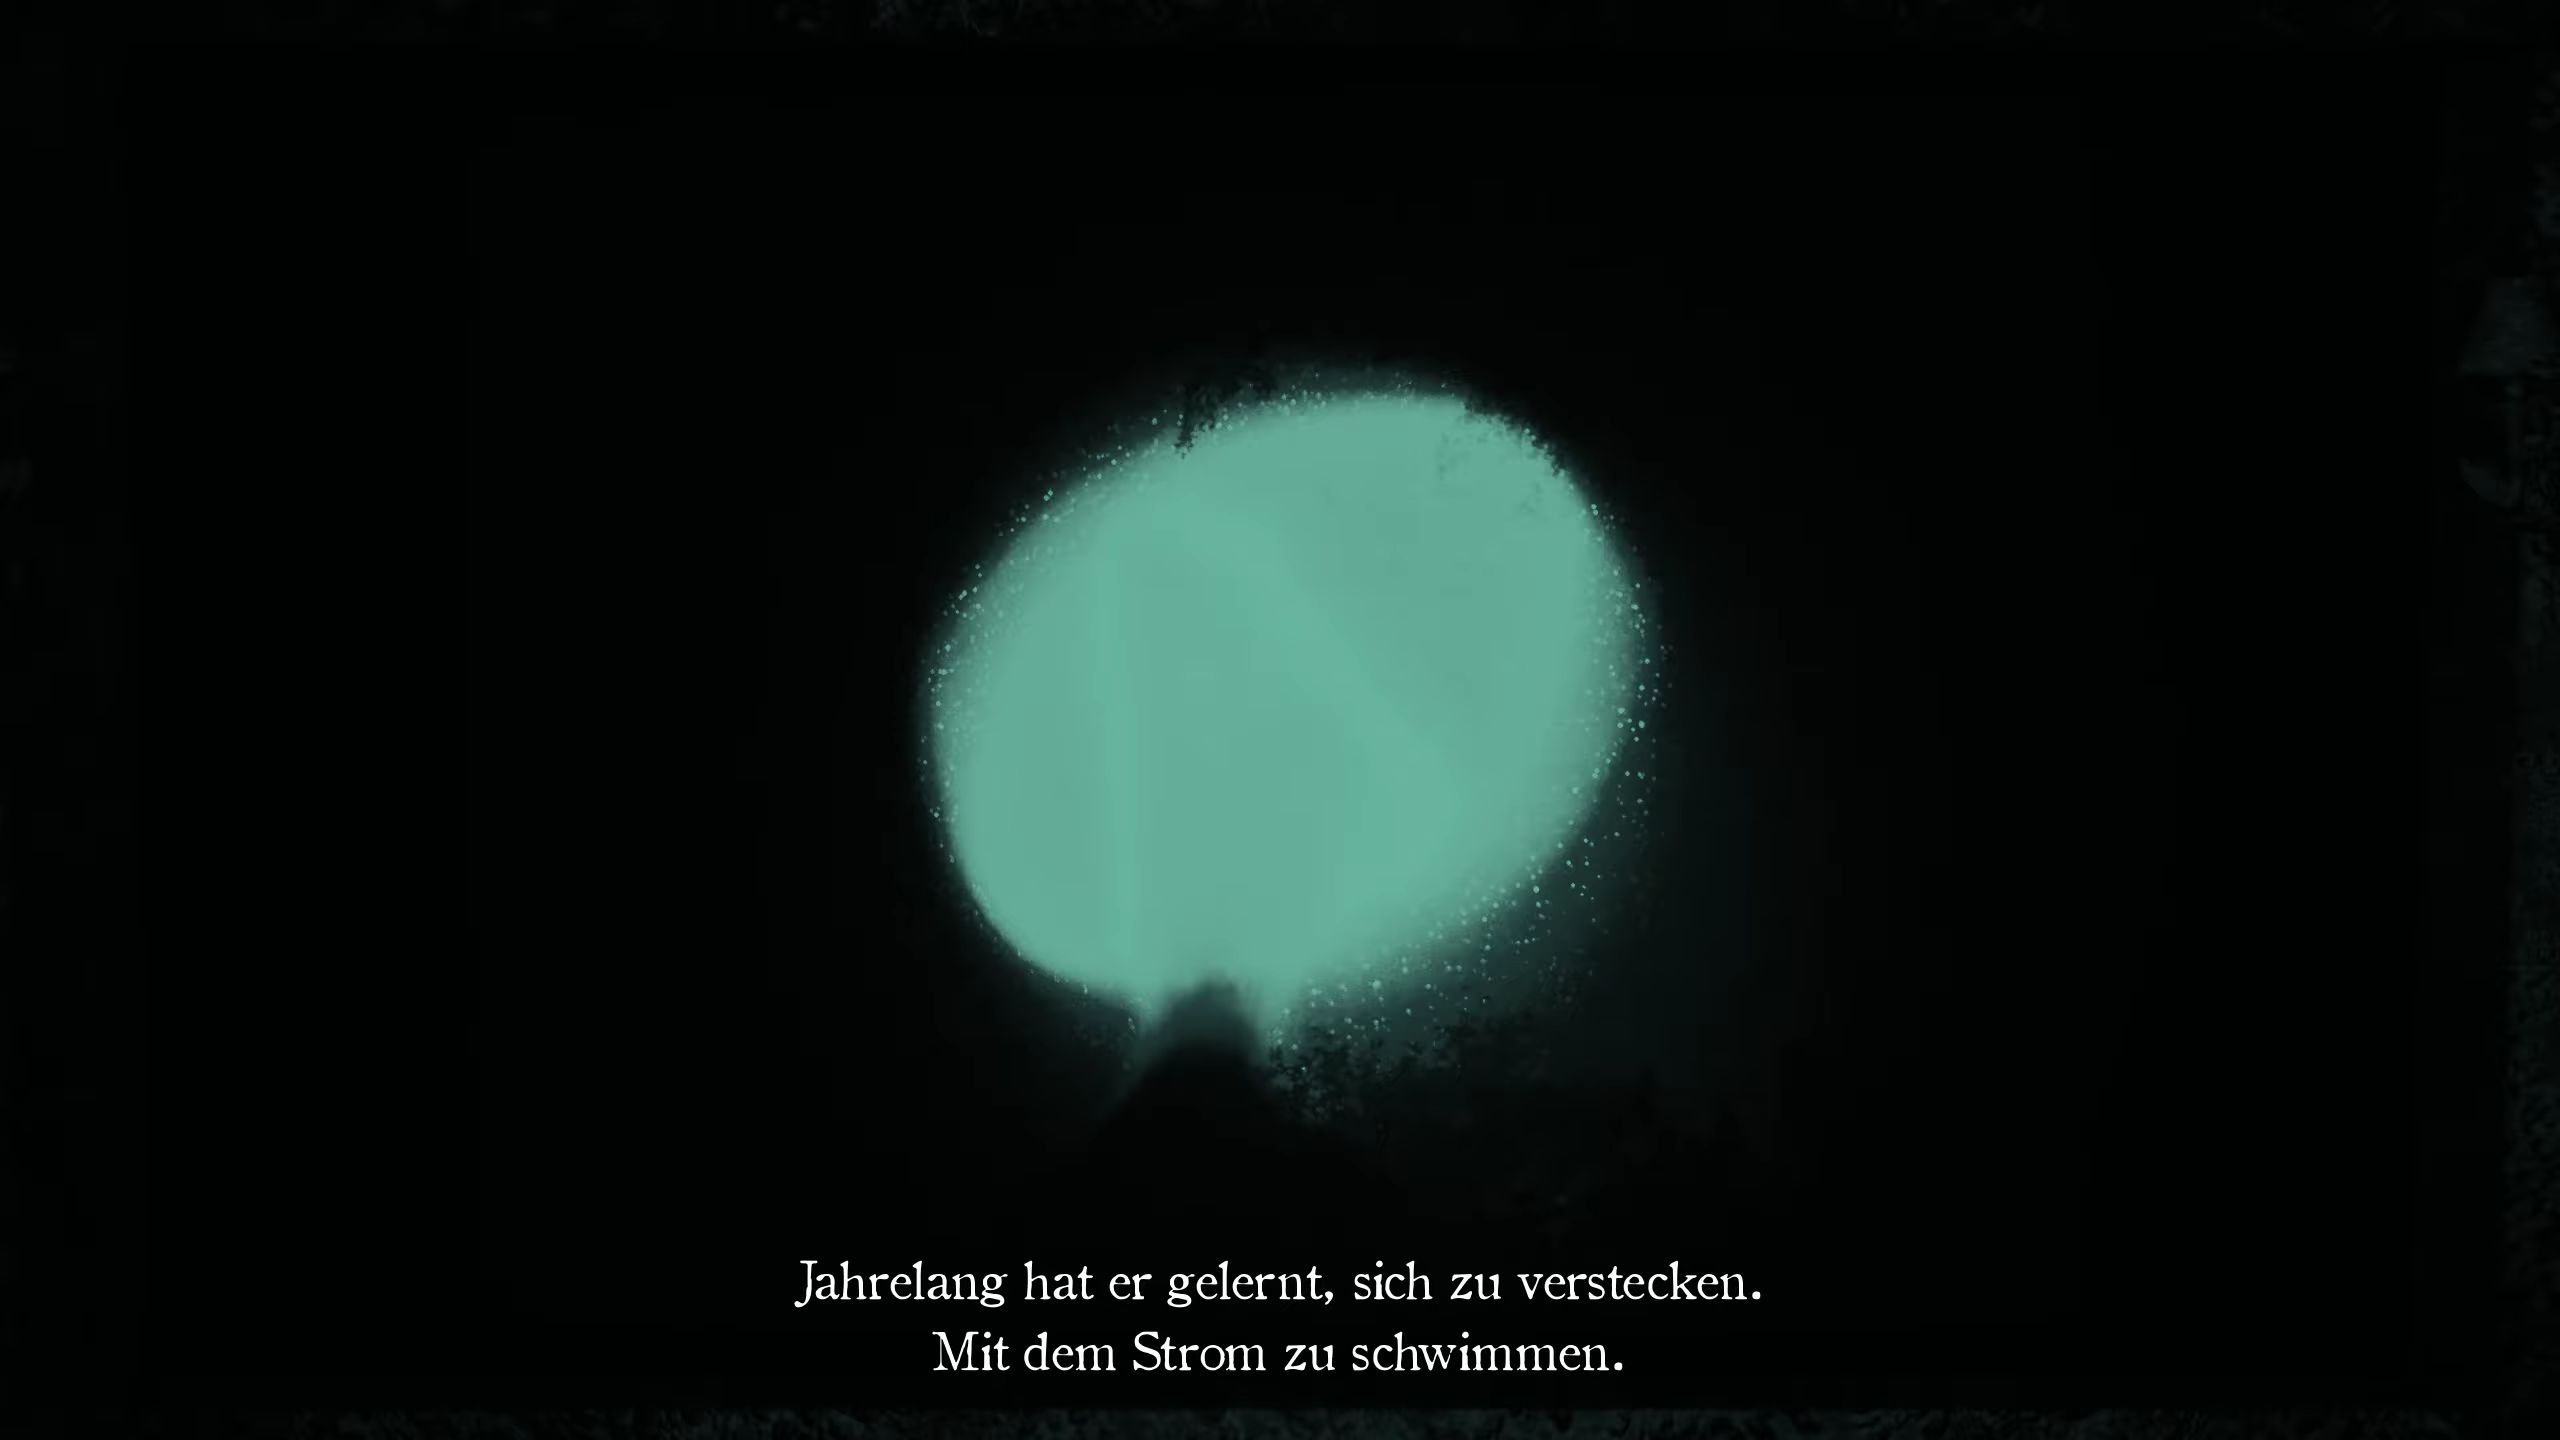 Jahrelang hat er gelernt, sich zu verstecken.
Mit dem Strom zu schwimmen.